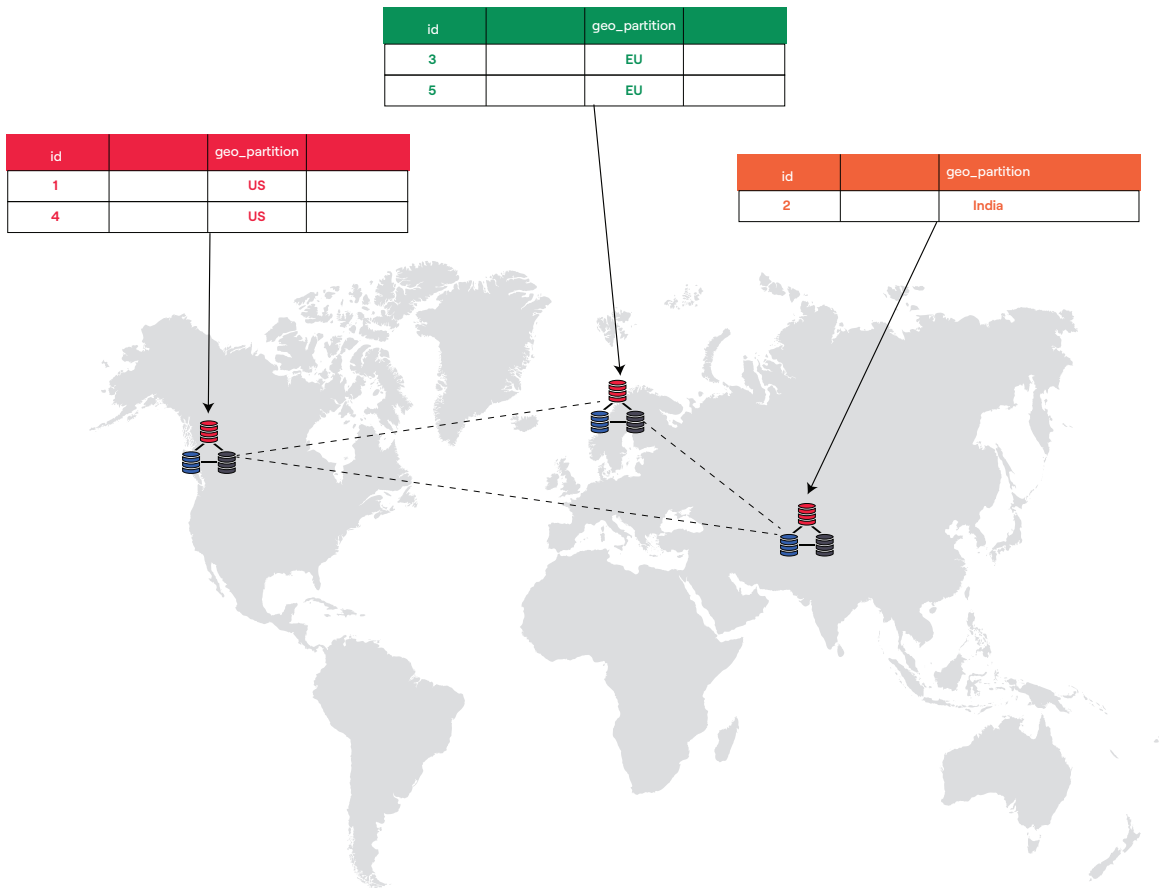 id geo_partition
3 EU
5 EU
id geo_partition
1 US
4 US
id geo_partition
2 India